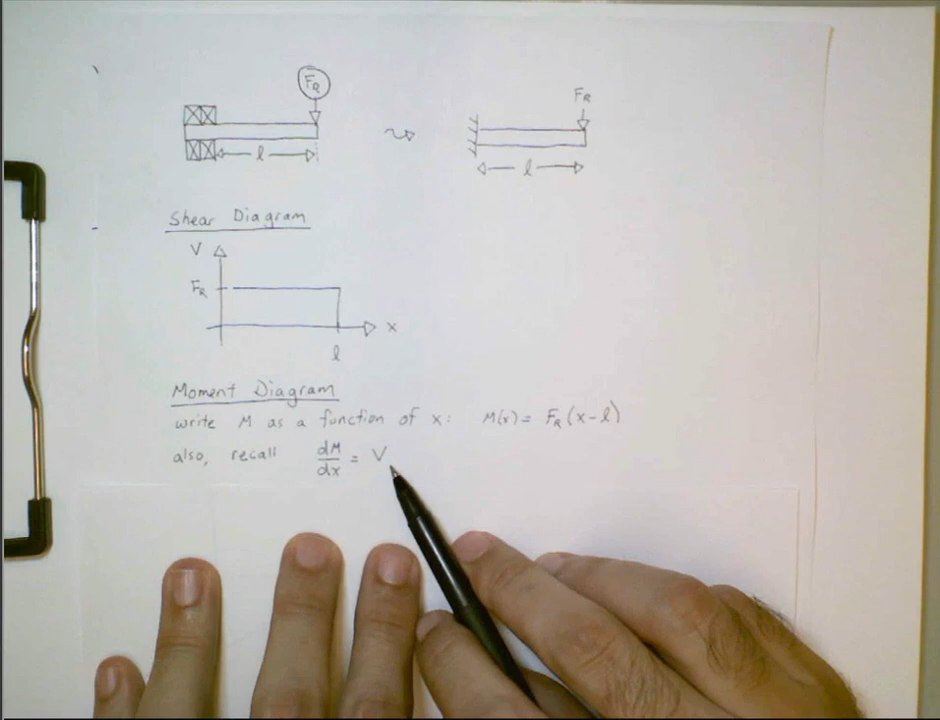 F_R
F_R
l
l
Shear Diagram
V
F_R
x
l
Moment Diagram
write M as a function of x: M(x) = F_R (x-l)
also, recall dM/dx = V